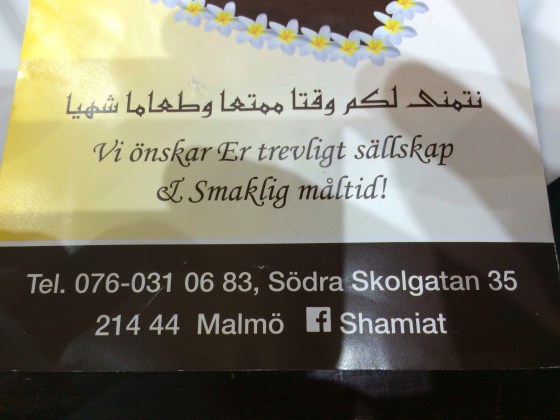 نتمنى لكم وقتا ممتعا وطعاما شهيا
Vi önskar Er trevligt sällskap
& Smaklig måltid!
Tel. 076-031 06 83, Södra Skolgatan 35
214 44 Malmö f Shamiat